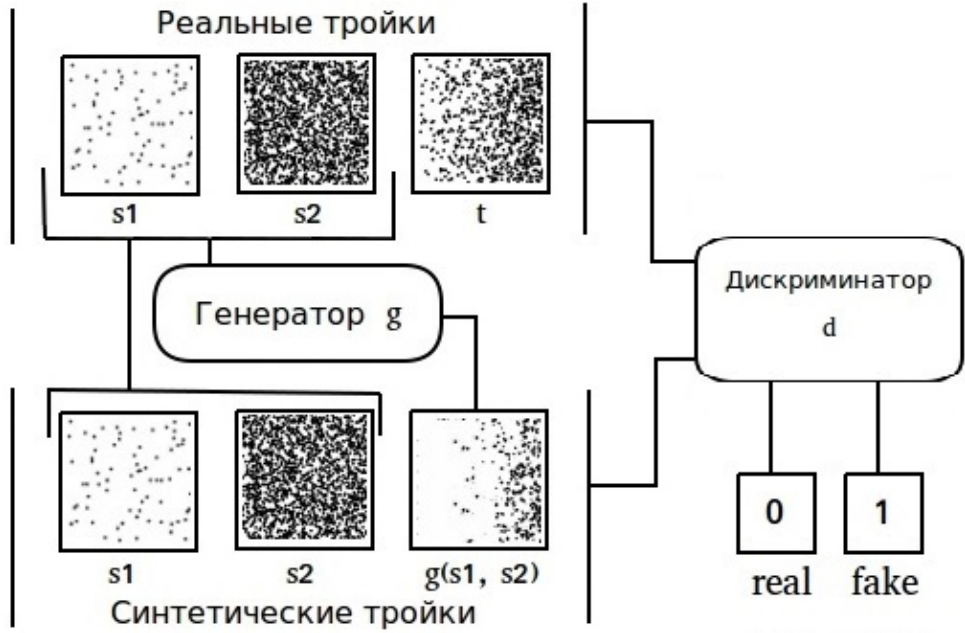 Реальные тройки
s1 s2 t
Генератор g
Дискриминатор
d
s1 s2 g(s1, s2)
Синтетические тройки
0 1
real fake